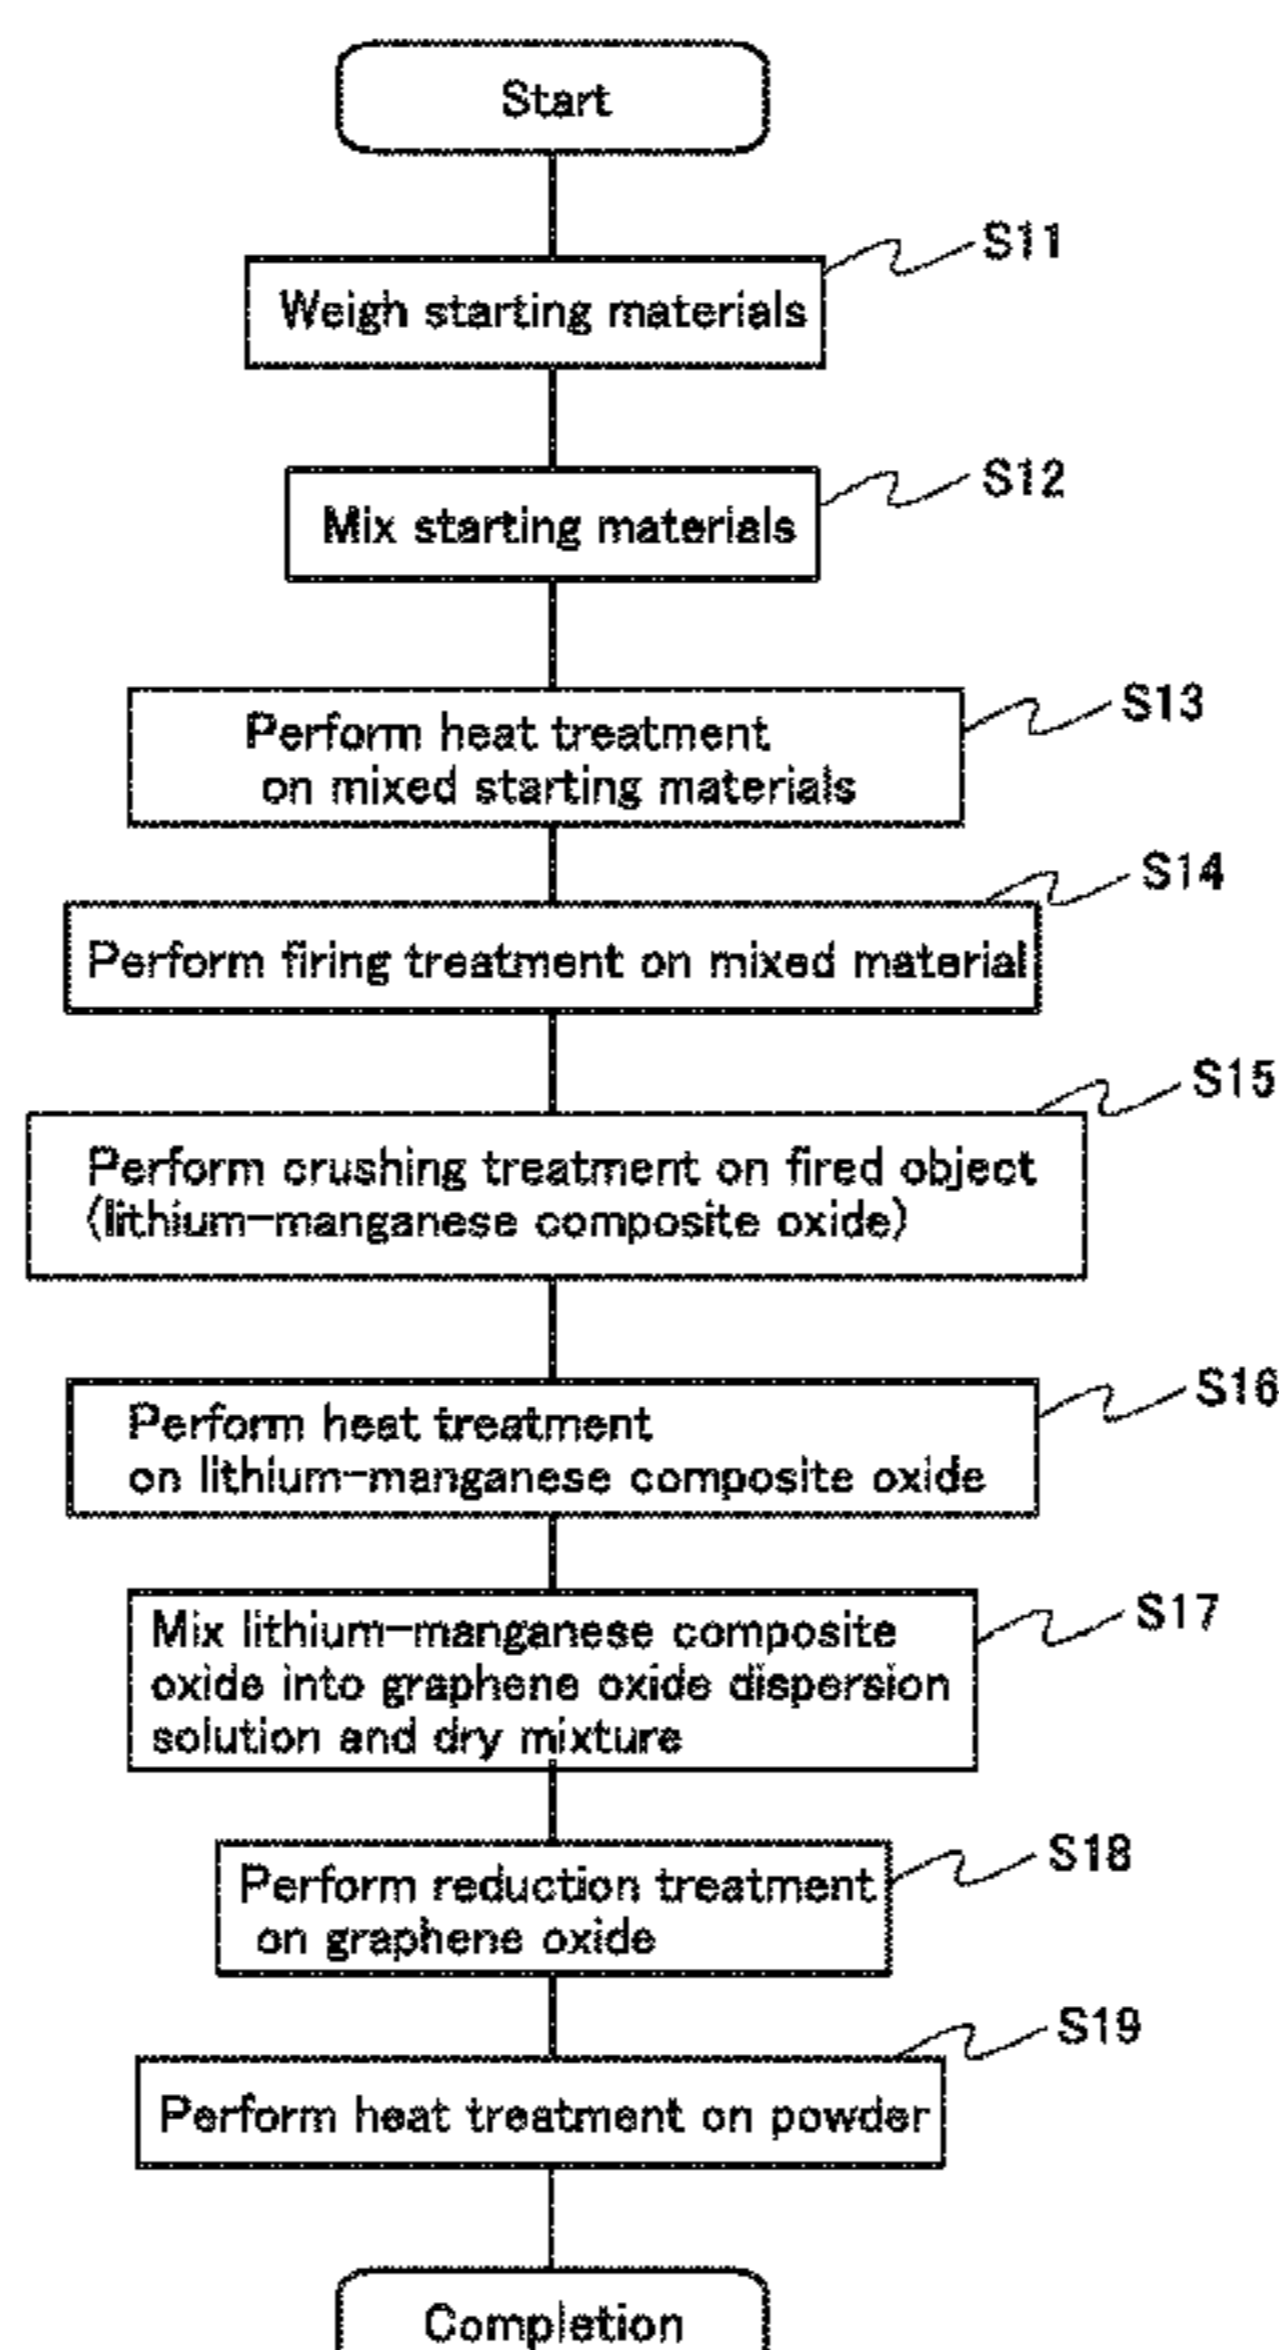 Start
S11
Weigh starting materials
S12
Mix starting materials
S13
Perform heat treatment
on mixed starting materials
S14
Perform firing treatment on mixed material
S15
Perform crushing treatment on fired object
(lithium-manganese composite oxide)
S16
Perform heat treatment
on lithium-manganese composite oxide
S17
Mix lithium-manganese composite
oxide into graphene oxide dispersion
solution and dry mixture
S18
Perform reduction treatment
on graphene oxide
S19
Perform heat treatment on powder
Completion